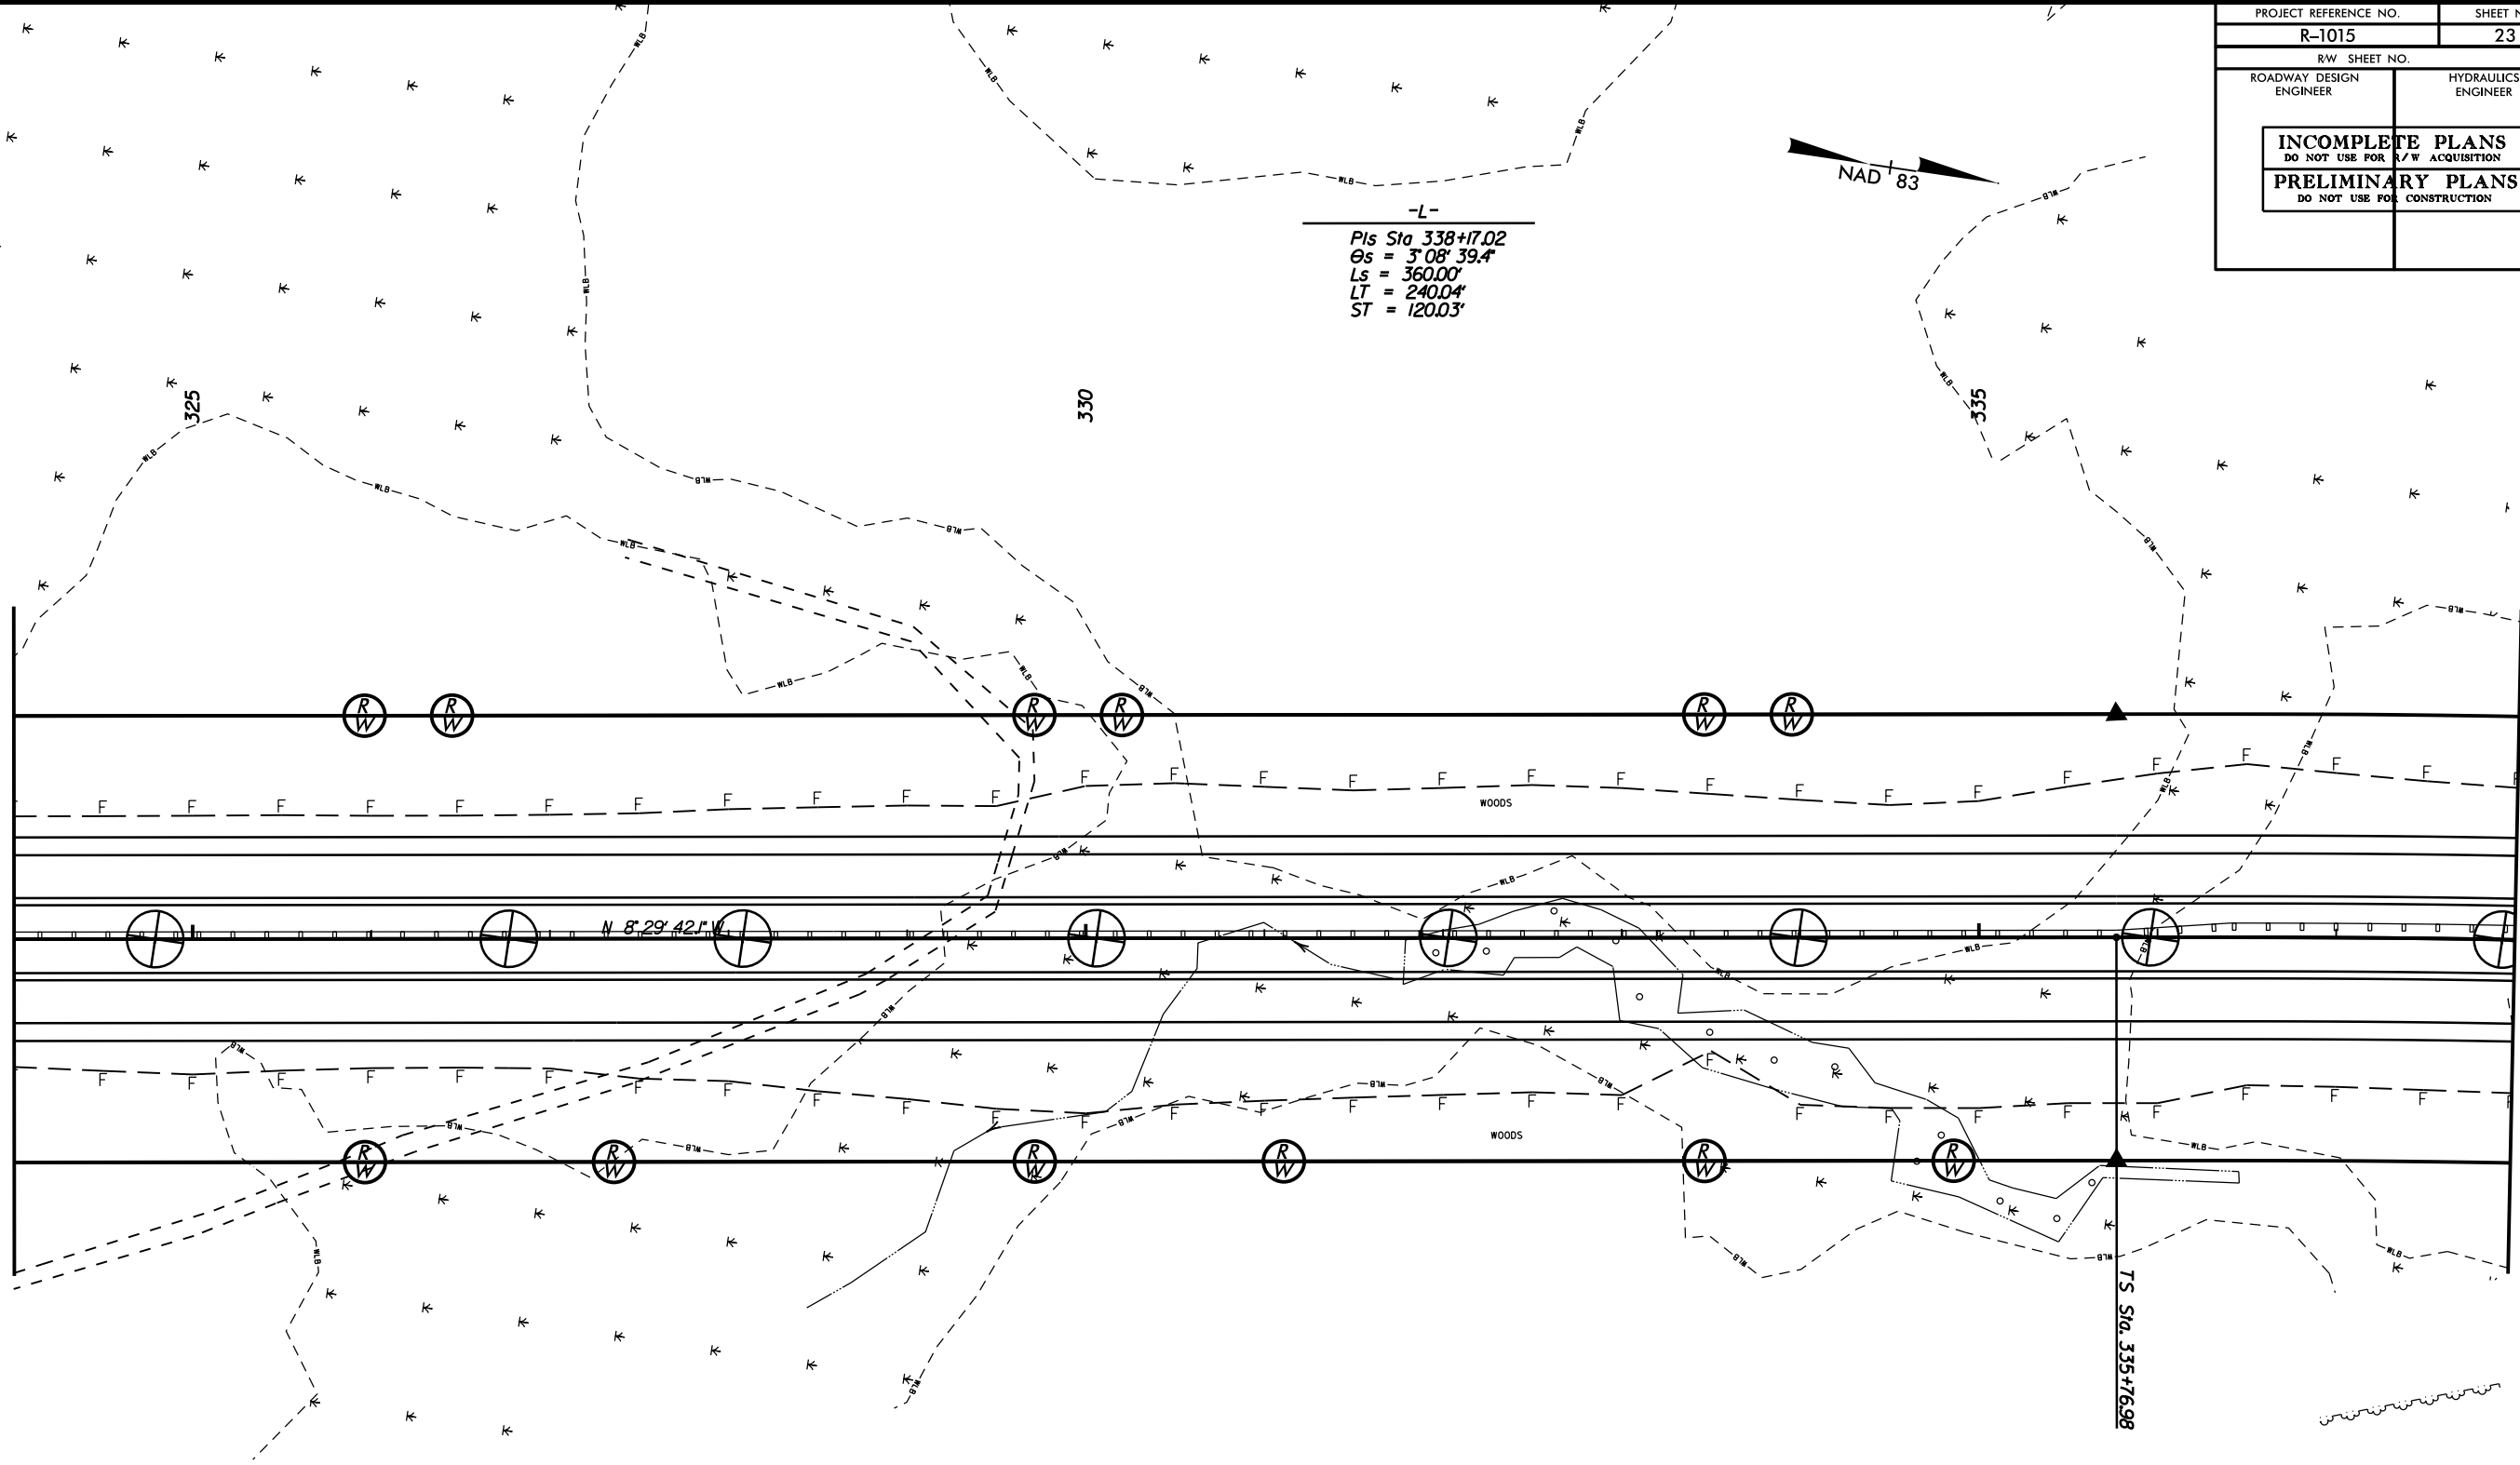 PROJECT REFERENCE NO.
SHEET N
R-1015
23
RW SHEET NO.
ROADWAY DESIGN
ENGINEER
HYDRAULICS
ENGINEER
INCOMPLETE PLANS
DO NOT USE FOR R/W ACQUISITION
PRELIMINARY PLANS
DO NOT USE FOR CONSTRUCTION
NAD 83
-L-
PIs Sta 338+17.02
Θs = 3° 08' 39.4"
Ls = 360.00'
LT = 240.04'
ST = 120.03'
325
330
335
WOODS
N 8° 29' 42.1" W
WOODS
TS Sta. 335+76.98
R/W
F
WLB